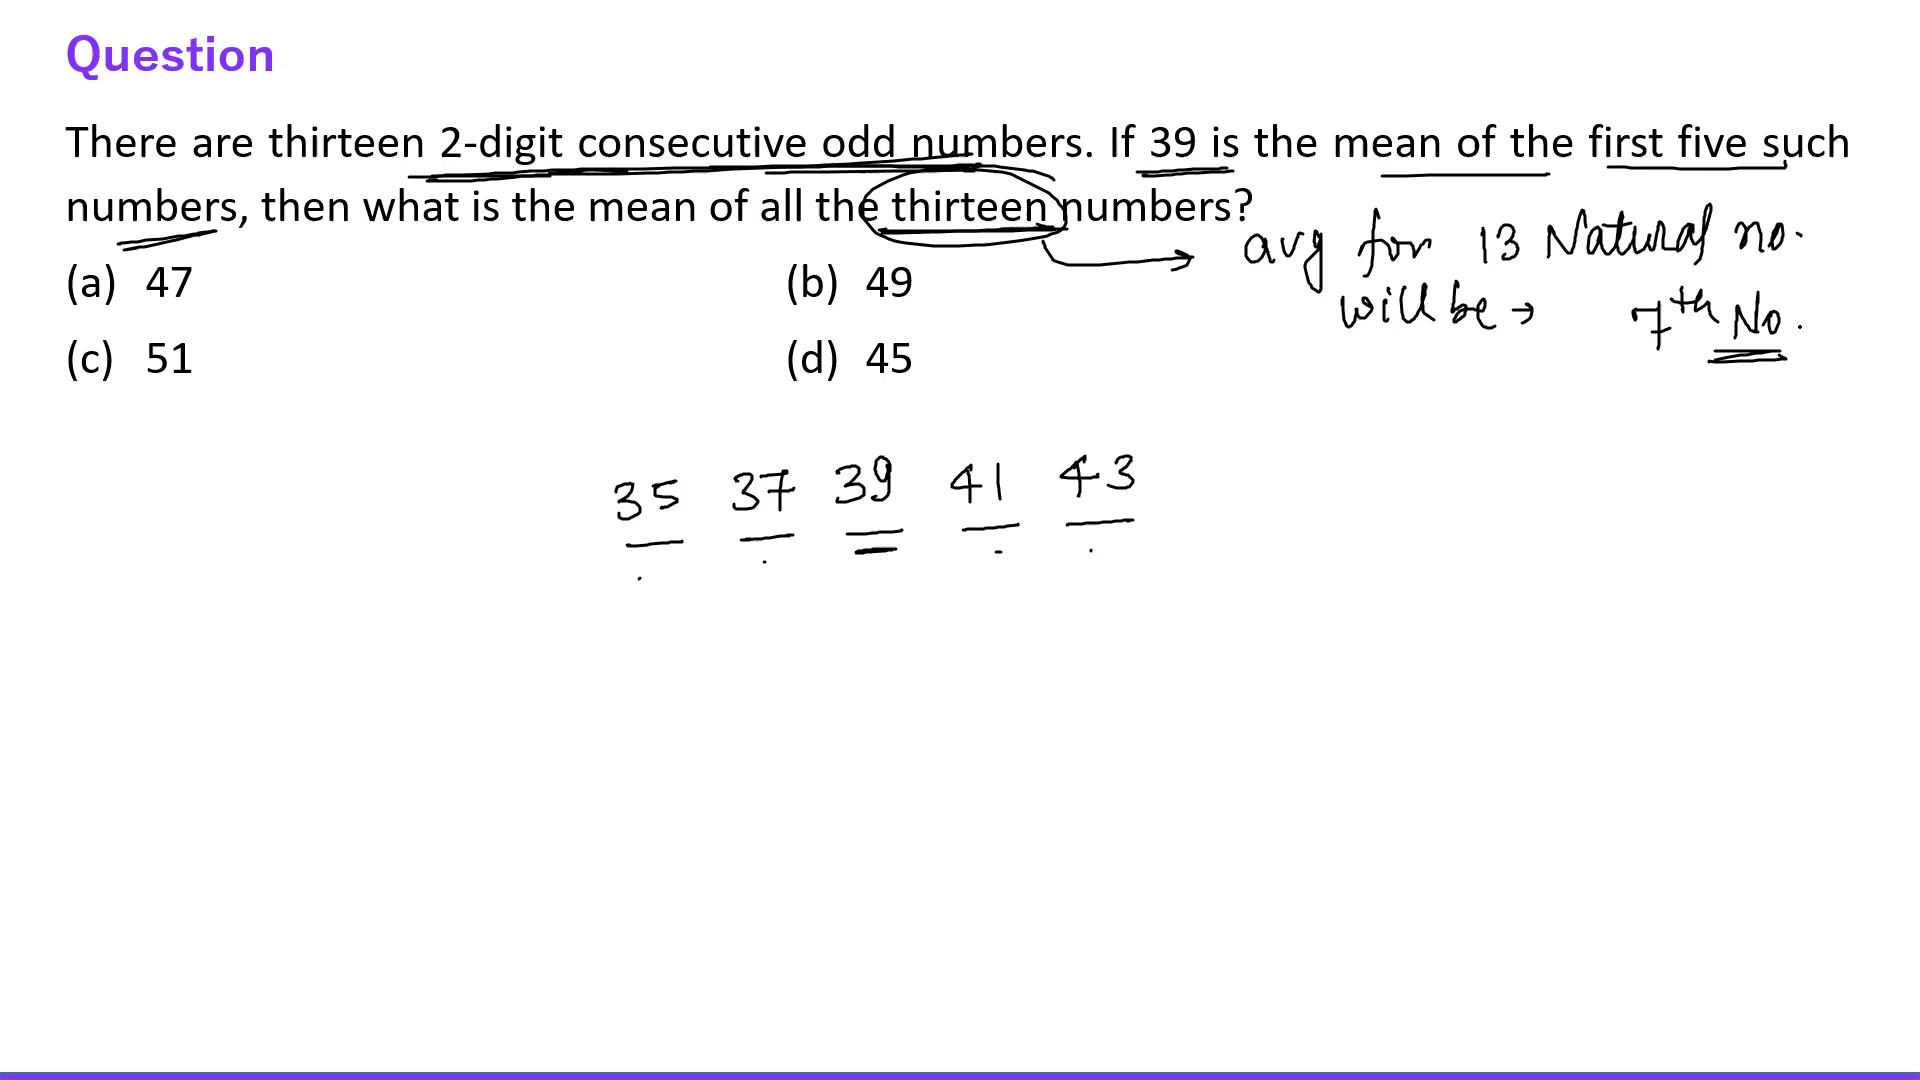 Question
There are thirteen 2-digit consecutive odd numbers. If 39 is the mean of the first five such
numbers, then what is the mean of all the thirteen numbers?
avg for 13 Natural no.
(a) 47 (b) 49
will be → 7th No.
(c) 51 (d) 45
35 37 39 41 43